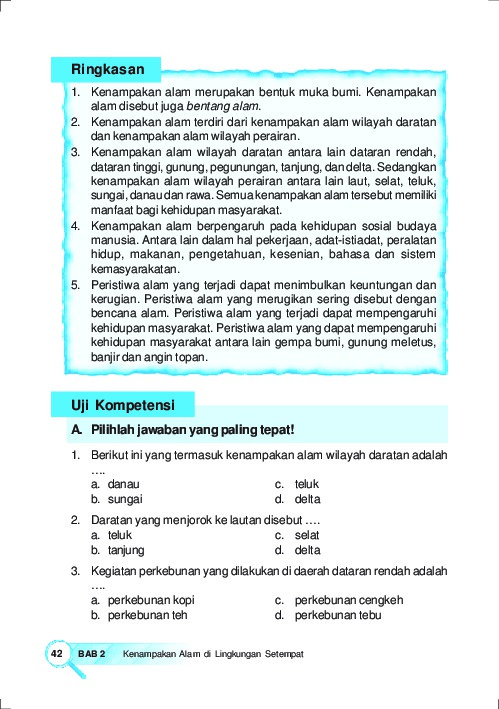 Ringkasan
1. Kenampakan alam merupakan bentuk muka bumi. Kenampakan
alam disebut juga bentang alam.
2. Kenampakan alam terdiri dari kenampakan alam wilayah daratan
dan kenampakan alam wilayah perairan.
3. Kenampakan alam wilayah daratan antara lain dataran rendah,
dataran tinggi, gunung, pegunungan, tanjung, dan delta. Sedangkan
kenampakan alam wilayah perairan antara lain laut, selat, teluk,
sungai, danau dan rawa. Semua kenampakan alam tersebut memiliki
manfaat bagi kehidupan masyarakat.
4. Kenampakan alam berpengaruh pada kehidupan sosial budaya
manusia. Antara lain dalam hal pekerjaan, adat-istiadat, peralatan
hidup, makanan, pengetahuan, kesenian, bahasa dan sistem
kemasyarakatan.
5. Peristiwa alam yang terjadi dapat menimbulkan keuntungan dan
kerugian. Peristiwa alam yang merugikan sering disebut dengan
bencana alam. Peristiwa alam yang terjadi dapat mempengaruhi
kehidupan masyarakat. Peristiwa alam yang dapat mempengaruhi
kehidupan masyarakat antara lain gempa bumi, gunung meletus,
banjir dan angin topan.
Uji Kompetensi
A. Pilihlah jawaban yang paling tepat!
1. Berikut ini yang termasuk kenampakan alam wilayah daratan adalah
....
a. danau c. teluk
b. sungai d. delta
2. Daratan yang menjorok ke lautan disebut ....
a. teluk c. selat
b. tanjung d. delta
3. Kegiatan perkebunan yang dilakukan di daerah dataran rendah adalah
....
a. perkebunan kopi c. perkebunan cengkeh
b. perkebunan teh d. perkebunan tebu
42 BAB 2 Kenampakan Alam di Lingkungan Setempat